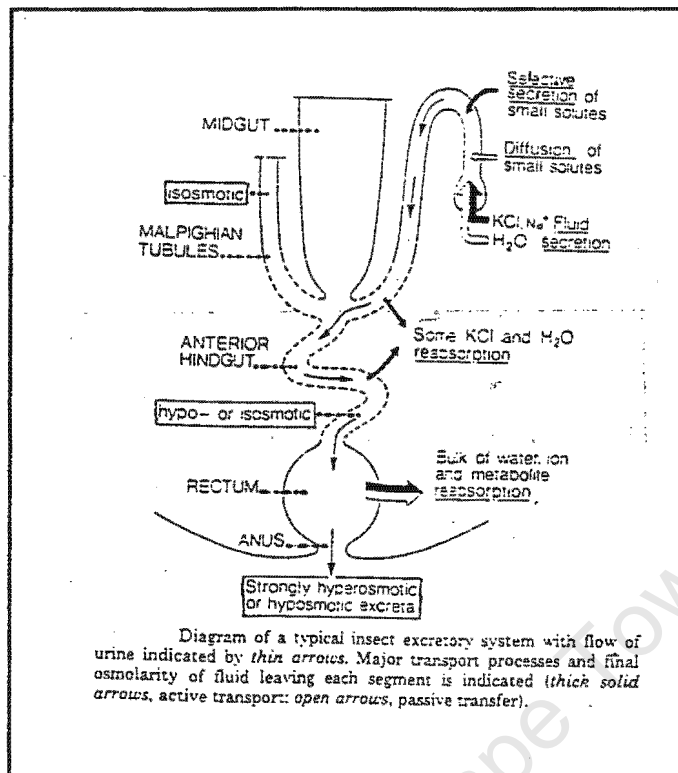 MIDGUT
Selective
secretion of
small solutes
Diffusion of
small solutes
isosmotic
KCl, Na⁺ Fluid
H₂O secretion
MALPIGHIAN
TUBULES
ANTERIOR
HINDGUT
Some KCl and H₂O
reabsorption
hypo- or isosmotic
Bulk of water, ion
and metabolite
reabsorption
RECTUM
ANUS
Strongly hyperosmotic
or hyposmotic excreta
Diagram of a typical insect excretory system with flow of
urine indicated by thin arrows. Major transport processes and final
osmolarity of fluid leaving each segment is indicated (thick solid
arrows, active transport: open arrows, passive transfer).